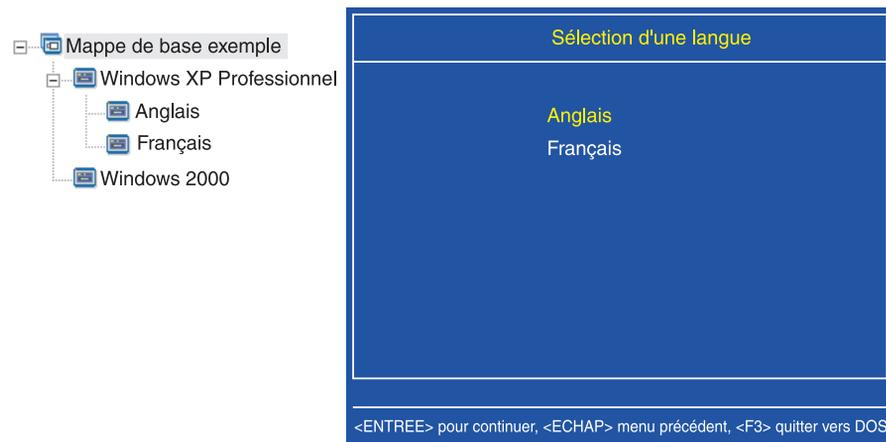 Mappe de base exemple
Windows XP Professionnel
Anglais
Français
Windows 2000
Sélection d'une langue
Anglais
Français
<ENTREE> pour continuer, <ECHAP> menu précédent, <F3> quitter vers DOS